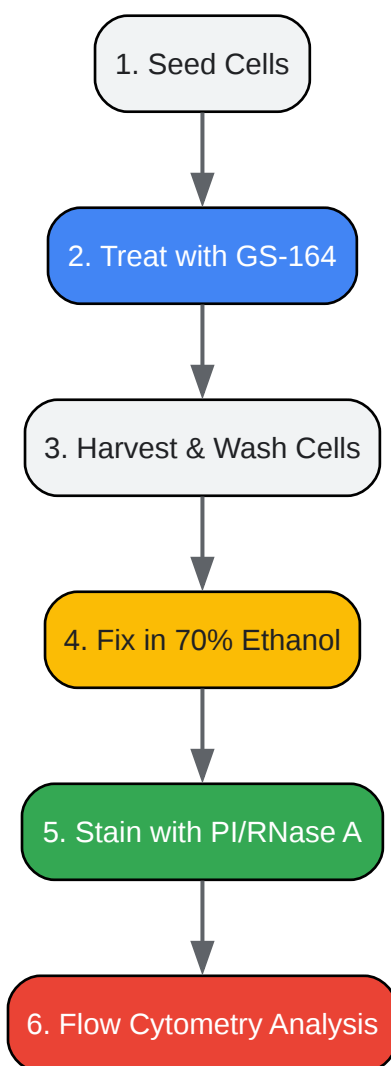 1. Seed Cells
2. Treat with GS-164
3. Harvest & Wash Cells
4. Fix in 70% Ethanol
5. Stain with PI/RNase A
6. Flow Cytometry Analysis